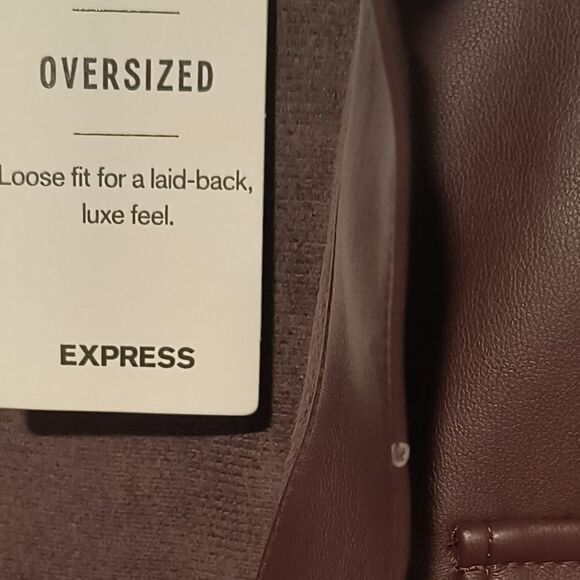 OVERSIZED
Loose fit for a laid-back,
luxe feel.
EXPRESS